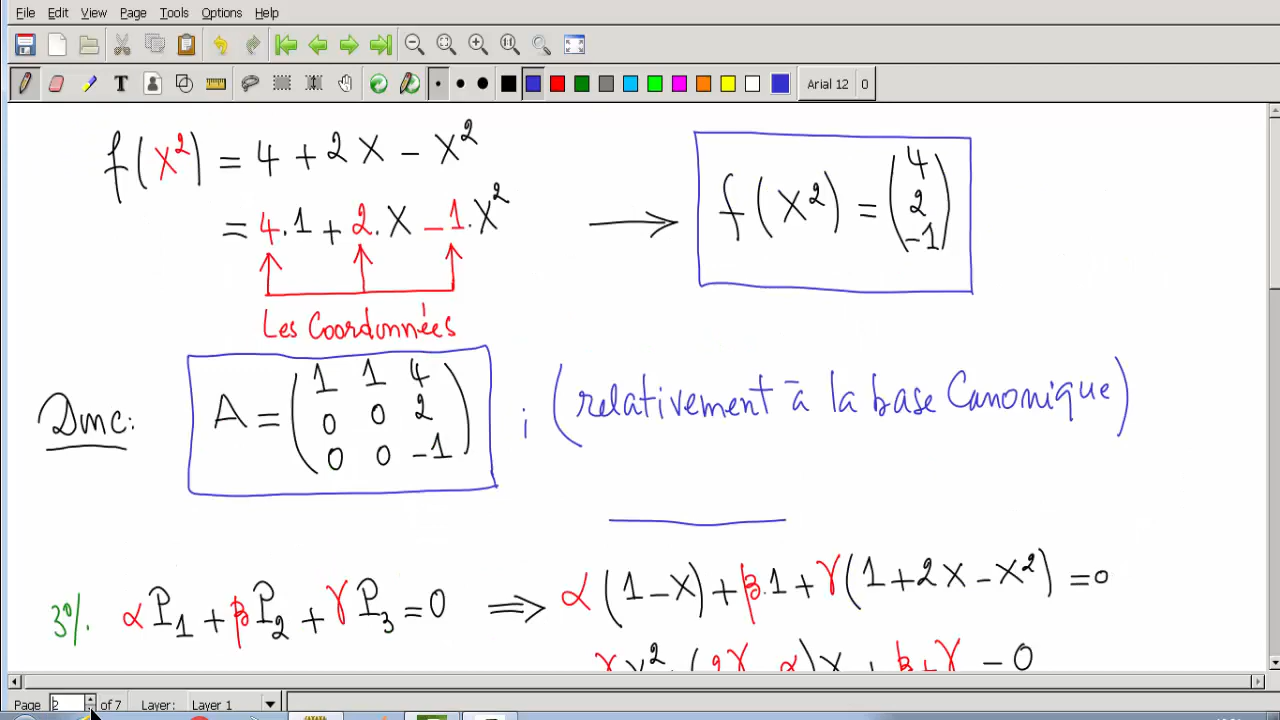 File Edit View Page Tools Options Help
Arial 12 0
f(X²) = 4 + 2X − X²
= 4.1 + 2.X −1.X² ⟶ f(X²) = (4 2 −1)
Les Coordonnées
Donc: A = (1 1 4
0 0 2
0 0 −1) ; (relativement à la base Canonique)
3°/. αP₁ + βP₂ + γP₃ = 0 ⟹ α(1−X) + β.1 + γ(1+2X−X²) = 0
Page 2 of 7 Layer: Layer 1